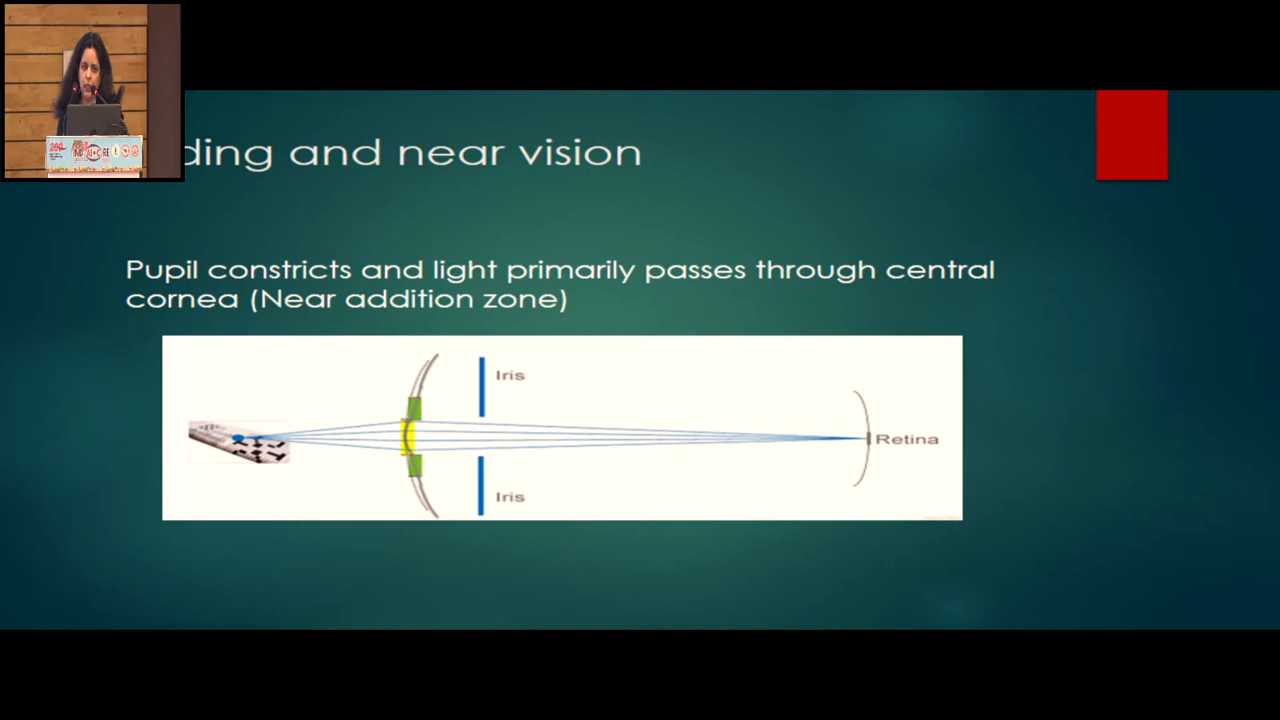 ding and near vision
Pupil constricts and light primarily passes through central
cornea (Near addition zone)
Iris
Retina
Iris